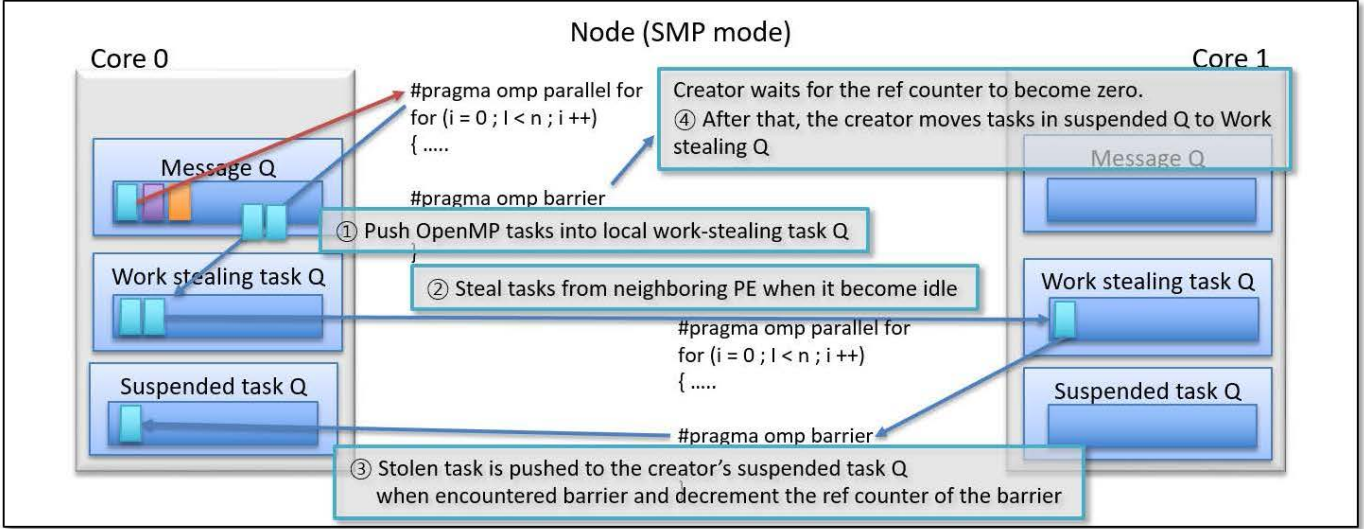 Node (SMP mode)
Core 0
Core 1
#pragma omp parallel for
for (i = 0 ; I < n ; i ++)
{ .....
#pragma omp barrier
}
Creator waits for the ref counter to become zero.
④ After that, the creator moves tasks in suspended Q to Work
stealing Q
Message Q
Message Q
① Push OpenMP tasks into local work-stealing task Q
Work stealing task Q
② Steal tasks from neighboring PE when it become idle
Work stealing task Q
#pragma omp parallel for
for (i = 0 ; I < n ; i ++)
{ .....
Suspended task Q
Suspended task Q
#pragma omp barrier
③ Stolen task is pushed to the creator’s suspended task Q
when encountered barrier and decrement the ref counter of the barrier
}